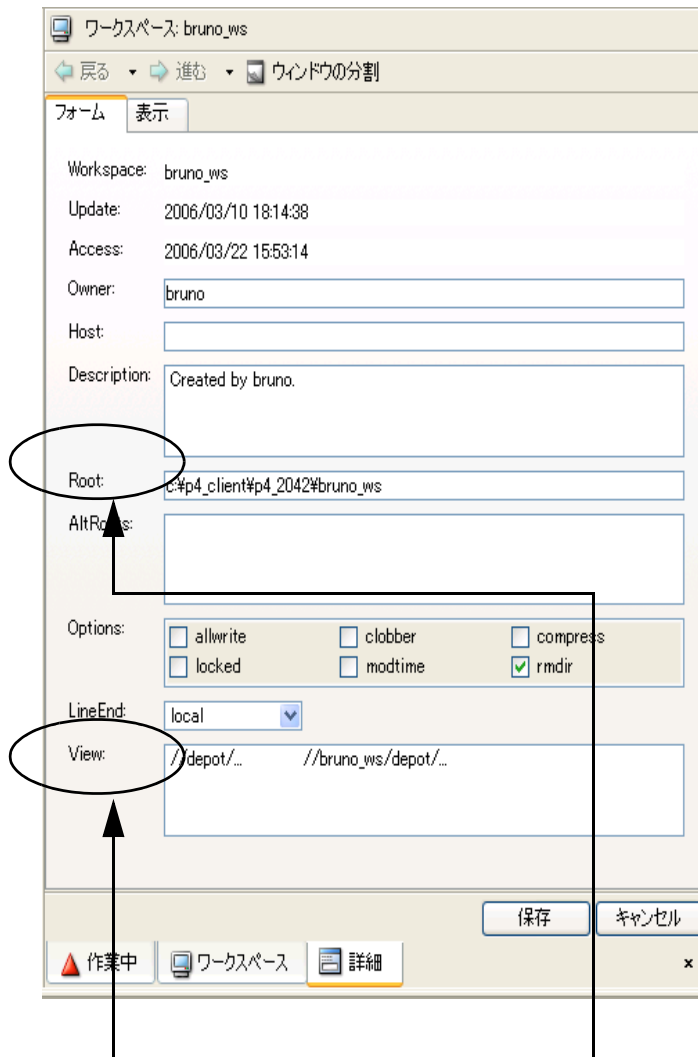 ワークスペース: bruno_ws
戻る 進む ウィンドウの分割
フォーム 表示
Workspace: bruno_ws
Update: 2006/03/10 18:14:38
Access: 2006/03/22 15:53:14
Owner: bruno
Host:
Description: Created by bruno.
Root: c:¥p4_client¥p4_2042¥bruno_ws
AltRoots:
Options: allwrite clobber compress
locked modtime rmdir
LineEnd: local
View: //depot/... //bruno_ws/depot/...
保存 キャンセル
作業中 ワークスペース 詳細 x